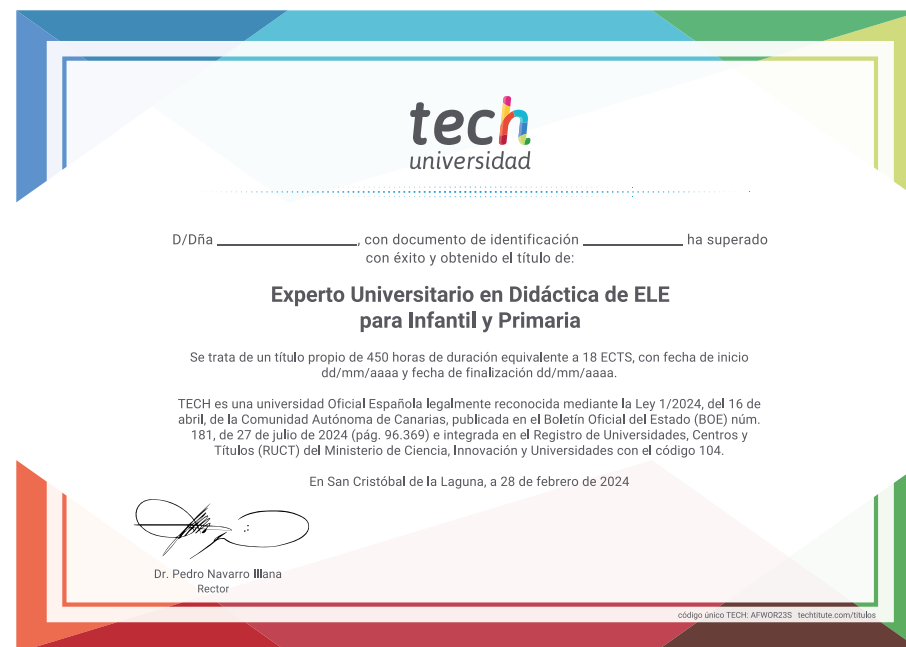 tech
universidad
D/Dña ____________, con documento de identificación _________ ha superado
con éxito y obtenido el título de:
Experto Universitario en Didáctica de ELE
para Infantil y Primaria
Se trata de un título propio de 450 horas de duración equivalente a 18 ECTS, con fecha de inicio
dd/mm/aaaa y fecha de finalización dd/mm/aaaa.
TECH es una universidad Oficial Española legalmente reconocida mediante la Ley 1/2024, del 16 de
abril, de la Comunidad Autónoma de Canarias, publicada en el Boletín Oficial del Estado (BOE) núm.
181, de 27 de julio de 2024 (pág. 96.369) e integrada en el Registro de Universidades, Centros y
Títulos (RUCT) del Ministerio de Ciencia, Innovación y Universidades con el código 104.
En San Cristóbal de la Laguna, a 28 de febrero de 2024
Dr. Pedro Navarro Illana
Rector
código único TECH: AFWOR23S techtitute.com/titulos